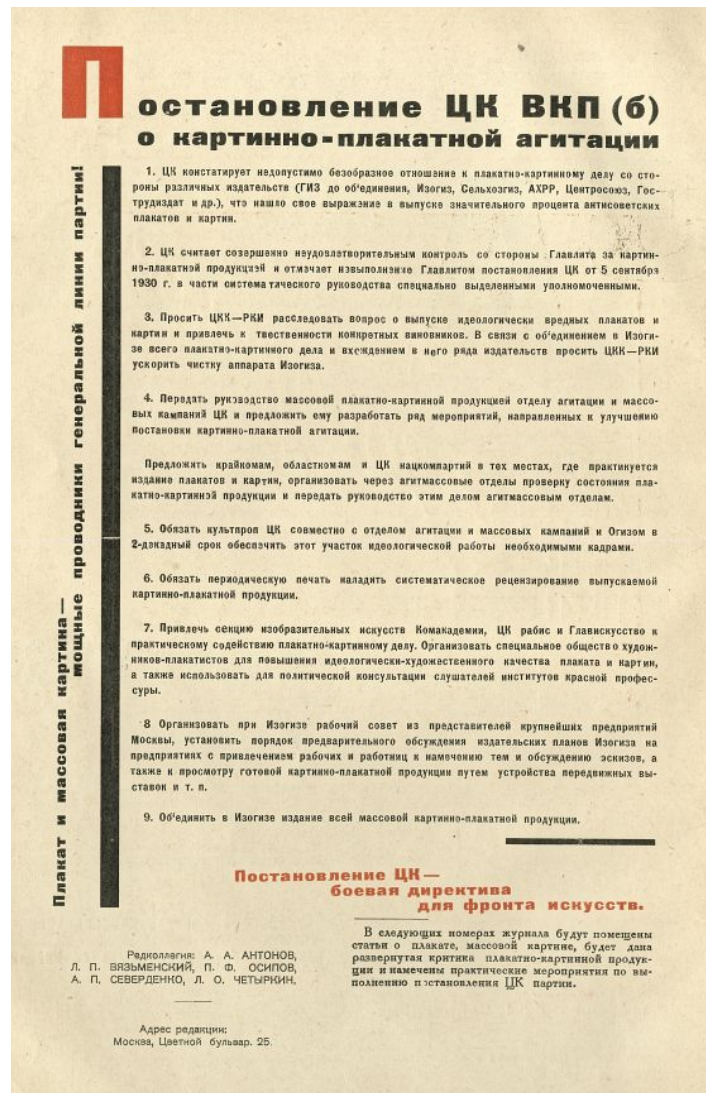 Постановление ЦК ВКП (б)
о картинно-плакатной агитации
Плакат и массовая картина—
мощные проводники генеральной линии партии!
1. ЦК констатирует недопустимо безобразное отношение к плакатно-картинному делу со сто-
роны различных издательств (ГИЗ до об'единения, Изогиз, Сельхозгиз, АХРР, Центросоюз, Гос-
трудиздат и др.), что нашло свое выражение в выпуске значительного процента антисоветских
плакатов и картин.
2. ЦК считает совершенно неудовлетворительным контроль со стороны Главлита за картин-
но-плакатной продукцией и отмечает невыполнение Главлитом постановления ЦК от 5 сентября
1930 г. в части систематического руководства специально выделенными уполномоченными.
3. Просить ЦКК—РКИ расследовать вопрос о выпуске идеологически вредных плакатов и
картин и привлечь к тветственности конкретных виновников. В связи с об'единением в Изоги-
зе всего плакатно-картинного дела и вхождением в него ряда издательств просить ЦКК—РКИ
ускорить чистку аппарата Изогиза.
4. Передать руководство массовой плакатно-картинной продукцией отделу агитации и массо-
вых кампаний ЦК и предложить ему разработать ряд мероприятий, направленных к улучшению
постановки картинно-плакатной агитации.
Предложить крайкомам, областкомам и ЦК нацкомпартий в тех местах, где практикуется
издание плакатов и картин, организовать через агитмассовые отделы проверку состояния пла-
катно-картинной продукции и передать руководство этим делом агитмассовым отделам.
5. Обязать культпроп ЦК совместно с отделом агитации и массовых кампаний и Огизом в
2-декадный срок обеспечить этот участок идеологической работы необходимыми кадрами.
6. Обязать периодическую печать наладить систематическое рецензирование выпускаемой
картинно-плакатной продукции.
7. Привлечь секцию изобразительных искусств Комакадемии, ЦК рабис и Главискусство к
практическому содействию плакатно-картинному делу. Организовать специальное общество худож-
ников-плакатистов для повышения идеологически-художественного качества плаката и картин,
а также использовать для политической консультации слушателей институтов красной профес-
суры.
8 Организовать при Изогизе рабочий совет из представителей крупнейших предприятий
Москвы, установить порядок предварительного обсуждения издательских планов Изогиза на
предприятиях с привлечением рабочих и работниц к намечению тем и обсуждению эскизов, а
также к просмотру готовой картинно-плакатной продукции путем устройства передвижных вы-
ставок и т. п.
9. Об'единить в Изогизе издание всей массовой картинно-плакатной продукции.
Постановление ЦК—
боевая директива
для фронта искусств.
В следующих номерах журнала будут помещены
статьи о плакате, массовой картине, будет дана
развернутая критика плакатно-картинной продук-
ции и намечены практические мероприятия по вы-
полнению постановления ЦК партии.
Редколлегия: А. А. АНТОНОВ,
Л. П. ВЯЗЬМЕНСКИЙ, П. Ф. ОСИПОВ,
А. П. СЕВЕРДЕНКО, Л. О. ЧЕТЫРКИН.
Адрес редакции:
Москва, Цветной бульвар. 25.